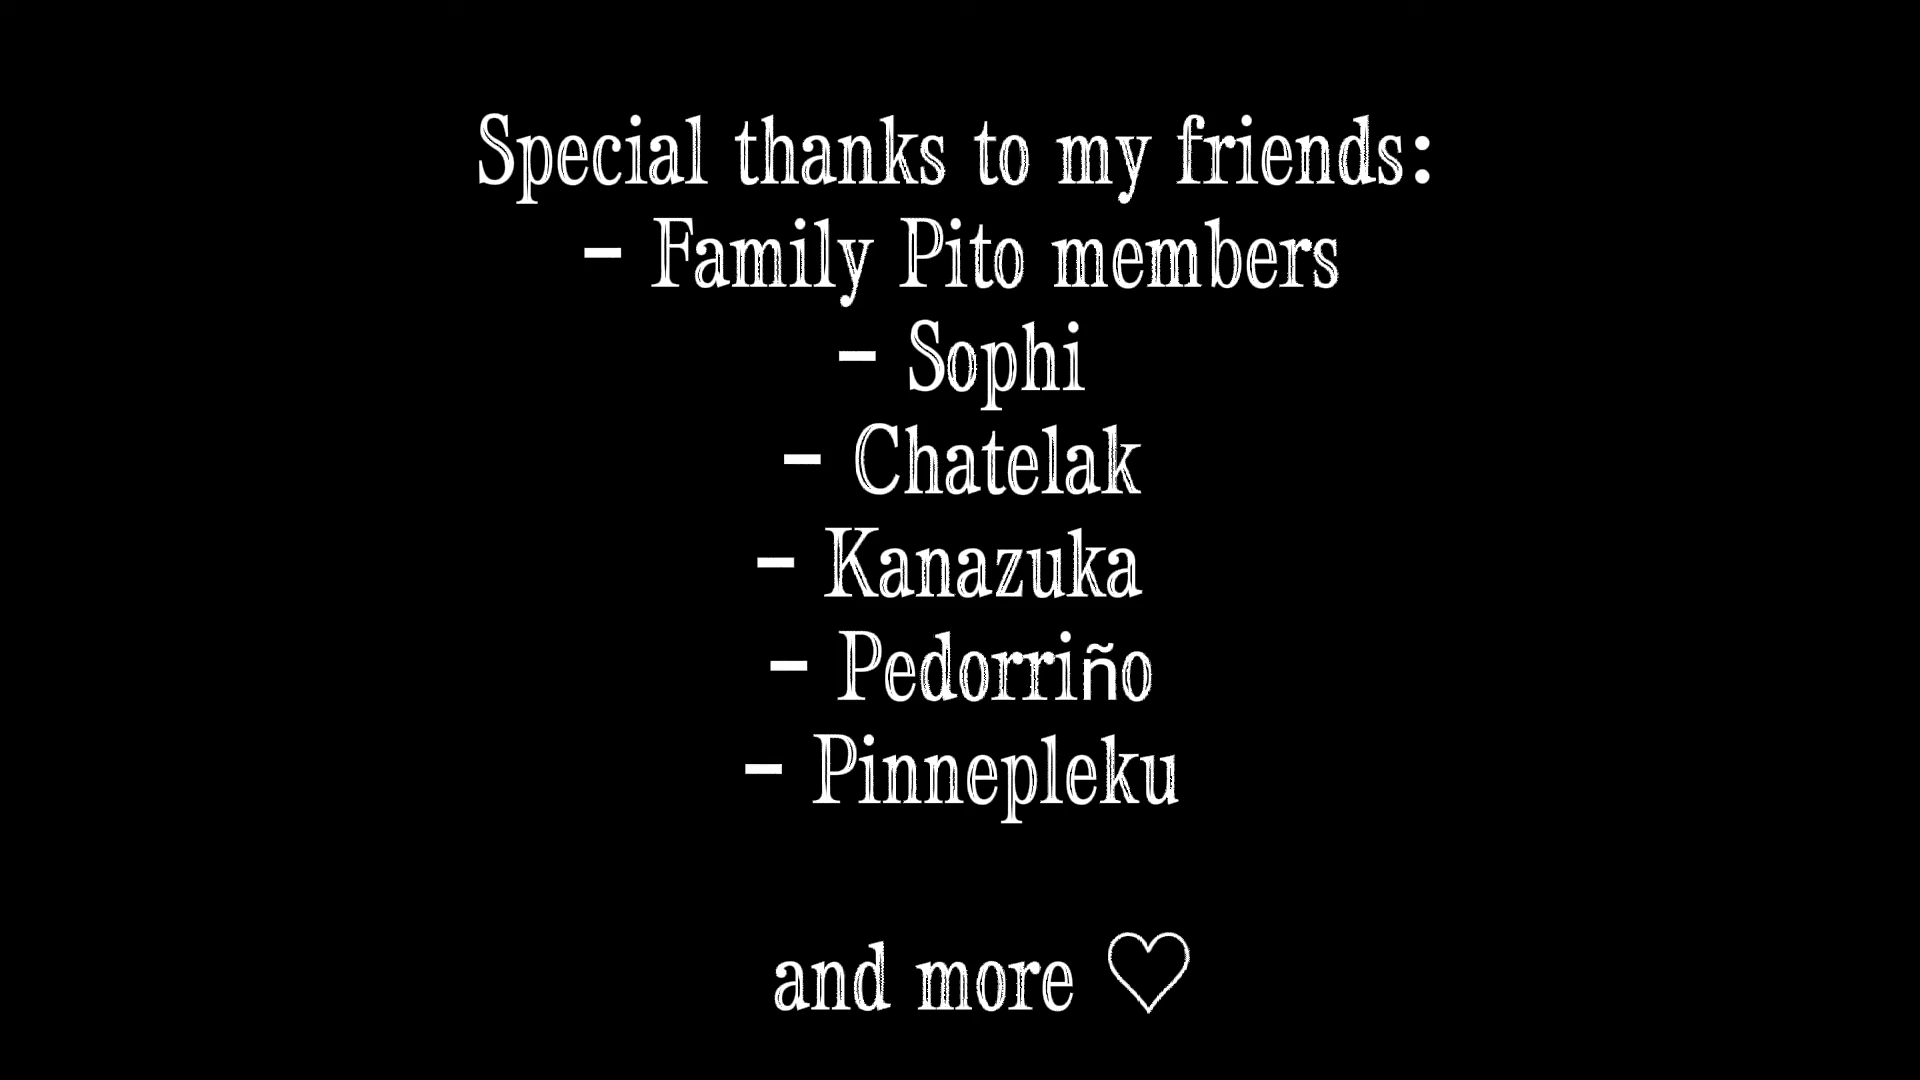 Special thanks to my friends:
- Family Pito members
- Sophi
- Chatelak
- Kanazuka
- Pedorriño
- Pinnepleku
and more ♡